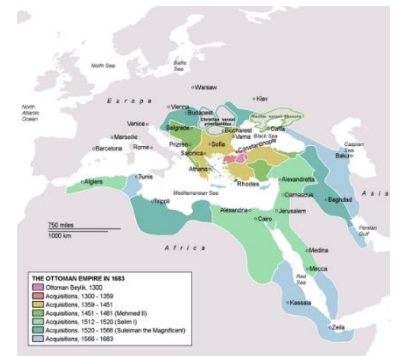 North Sea
Baltic
Sea
Warsaw
North
Atlantic
Ocean
Europe
Kiev
Vienna
Budapest
Christian vassal
principalities
Venice
Belgrade
Bucharest
Caffa
Marseille
Prizren
Sofia
Varna
Black Sea
Caspian
Sea
Barcelona
Rome
Salonica
Constantinople
Baku
Athens
Algiers
Tunis
Rhodes
Alexandretta
Asia
Mediterranean Sea
Damascus
Baghdad
Tripoli
Alexandria
Jerusalem
750 miles
1000 km
Cairo
Persian
Gulf
Africa
Medina
Mecca
Red
Sea
Kassala
Zeila
THE OTTOMAN EMPIRE IN 1683
Ottoman Beylik, 1300
Acquisitions, 1300 - 1359
Acquisitions, 1359 - 1451
Acquisitions, 1451 - 1481 (Mehmed II)
Acquisitions, 1512 - 1520 (Selim I)
Acquisitions, 1520 - 1566 (Suleiman the Magnificent)
Acquisitions, 1566 - 1683